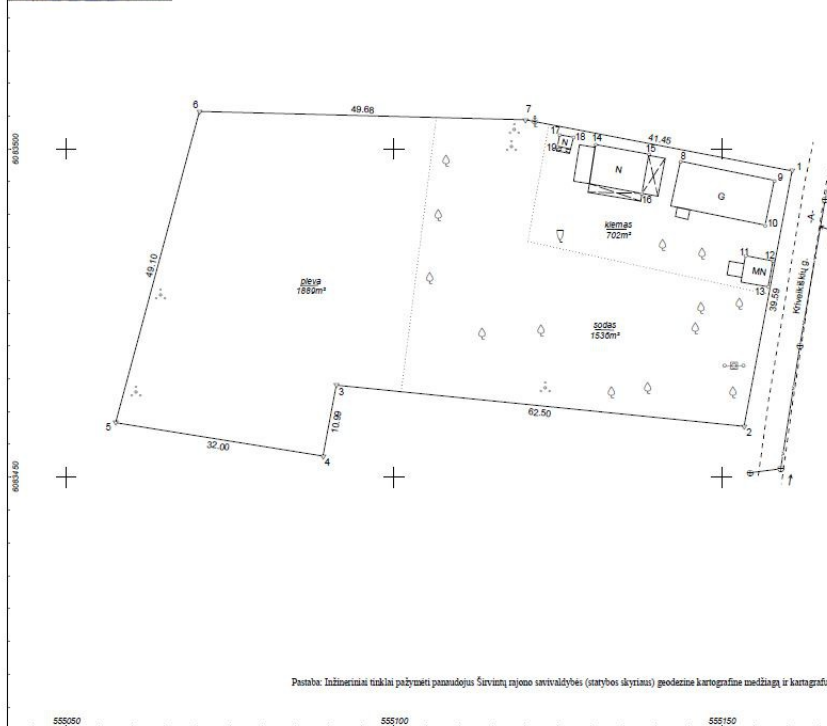 6
49.68
7
17
18
14
41.45
19
N
15
8
1
N
9
6083500
16
G
10
kiemas
702m²
-A-
11
12
MN
49.10
pieva
1880m²
13
39.59
Kriveikiškių g.
sodas
1536m²
3
10.99
62.50
5
32.00
4
2
6083450
Pastaba: Inžineriniai tinklai pažymėti panaudojus Širvintų rajono savivaldybės (statybos skyriaus) geodezine kartografine medžiagą ir kartagrafu
555050
555100
555150